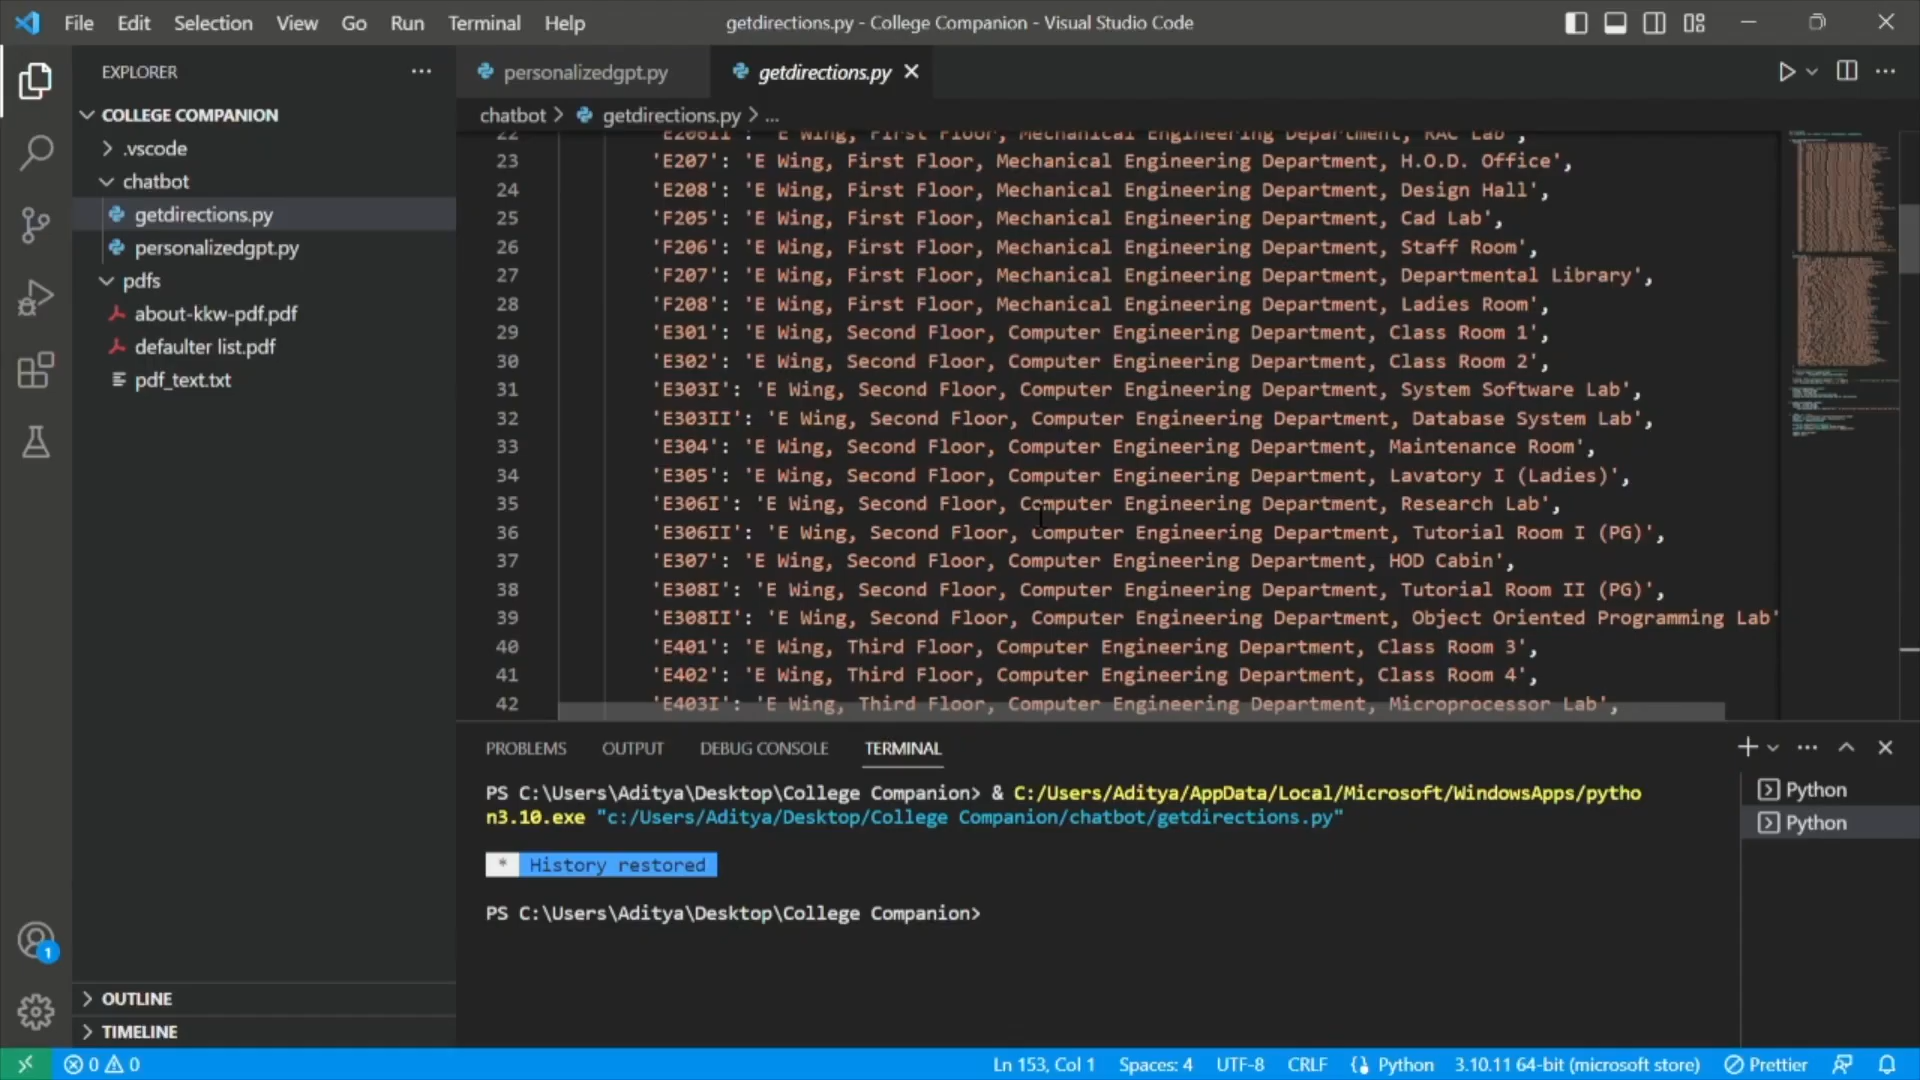 File Edit Selection View Go Run Terminal Help
getdirections.py - College Companion - Visual Studio Code
EXPLORER
COLLEGE COMPANION
.vscode
chatbot
getdirections.py
personalizedgpt.py
pdfs
about-kkw-pdf.pdf
defaulter list.pdf
pdf_text.txt
OUTLINE
TIMELINE
personalizedgpt.py
getdirections.py
chatbot > getdirections.py > ...
22 'E206II': 'E Wing, First Floor, Mechanical Engineering Department, RAC Lab',
23 'E207': 'E Wing, First Floor, Mechanical Engineering Department, H.O.D. Office',
24 'E208': 'E Wing, First Floor, Mechanical Engineering Department, Design Hall',
25 'F205': 'E Wing, First Floor, Mechanical Engineering Department, Cad Lab',
26 'F206': 'E Wing, First Floor, Mechanical Engineering Department, Staff Room',
27 'F207': 'E Wing, First Floor, Mechanical Engineering Department, Departmental Library',
28 'F208': 'E Wing, First Floor, Mechanical Engineering Department, Ladies Room',
29 'E301': 'E Wing, Second Floor, Computer Engineering Department, Class Room 1',
30 'E302': 'E Wing, Second Floor, Computer Engineering Department, Class Room 2',
31 'E303I': 'E Wing, Second Floor, Computer Engineering Department, System Software Lab',
32 'E303II': 'E Wing, Second Floor, Computer Engineering Department, Database System Lab',
33 'E304': 'E Wing, Second Floor, Computer Engineering Department, Maintenance Room',
34 'E305': 'E Wing, Second Floor, Computer Engineering Department, Lavatory I (Ladies)',
35 'E306I': 'E Wing, Second Floor, Computer Engineering Department, Research Lab',
36 'E306II': 'E Wing, Second Floor, Computer Engineering Department, Tutorial Room I (PG)',
37 'E307': 'E Wing, Second Floor, Computer Engineering Department, HOD Cabin',
38 'E308I': 'E Wing, Second Floor, Computer Engineering Department, Tutorial Room II (PG)',
39 'E308II': 'E Wing, Second Floor, Computer Engineering Department, Object Oriented Programming Lab'
40 'E401': 'E Wing, Third Floor, Computer Engineering Department, Class Room 3',
41 'E402': 'E Wing, Third Floor, Computer Engineering Department, Class Room 4',
42 'E403I': 'E Wing, Third Floor, Computer Engineering Department, Microprocessor Lab',
PROBLEMS OUTPUT DEBUG CONSOLE TERMINAL
PS C:\Users\Aditya\Desktop\College Companion> & C:/Users/Aditya/AppData/Local/Microsoft/WindowsApps/pytho
n3.10.exe "c:/Users/Aditya/Desktop/College Companion/chatbot/getdirections.py"
* History restored
PS C:\Users\Aditya\Desktop\College Companion>
Python
Python
1
0 0
Ln 153, Col 1 Spaces: 4 UTF-8 CRLF Python 3.10.11 64-bit (microsoft store) Prettier